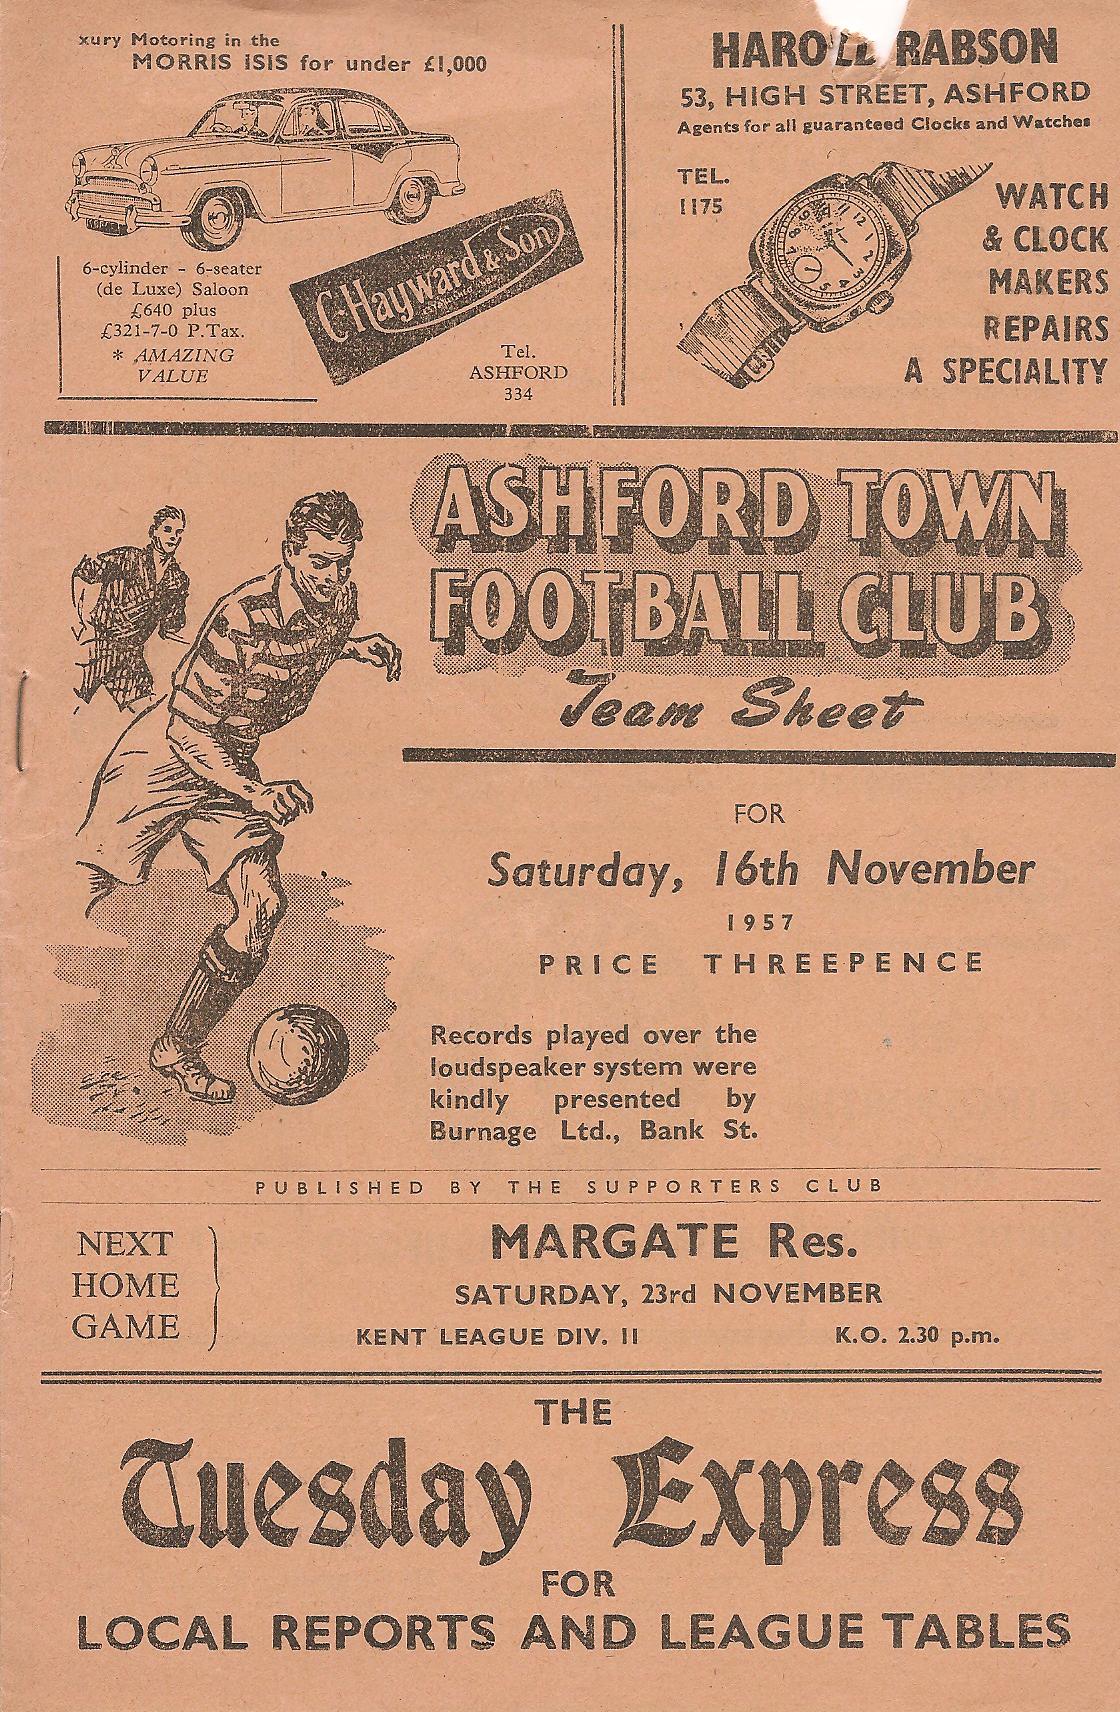 xury Motoring in the
MORRIS ISIS for under £1,000
6-cylinder - 6-seater
(de Luxe) Saloon
£640 plus
£321-7-0 P.Tax.
* AMAZING
VALUE
C. Hayward & Son
Tel.
ASHFORD
334
HAROLD RABSON
53, HIGH STREET, ASHFORD
Agents for all guaranteed Clocks and Watches
TEL.
1175
WATCH
& CLOCK
MAKERS
REPAIRS
A SPECIALITY
ASHFORD TOWN
FOOTBALL CLUB
Team Sheet
FOR
Saturday, 16th November
1957
PRICE THREEPENCE
Records played over the
loudspeaker system were
kindly presented by
Burnage Ltd., Bank St.
PUBLISHED BY THE SUPPORTERS CLUB
NEXT
HOME
GAME
MARGATE Res.
SATURDAY, 23rd NOVEMBER
KENT LEAGUE DIV. II K.O. 2.30 p.m.
THE
Tuesday Express
FOR
LOCAL REPORTS AND LEAGUE TABLES